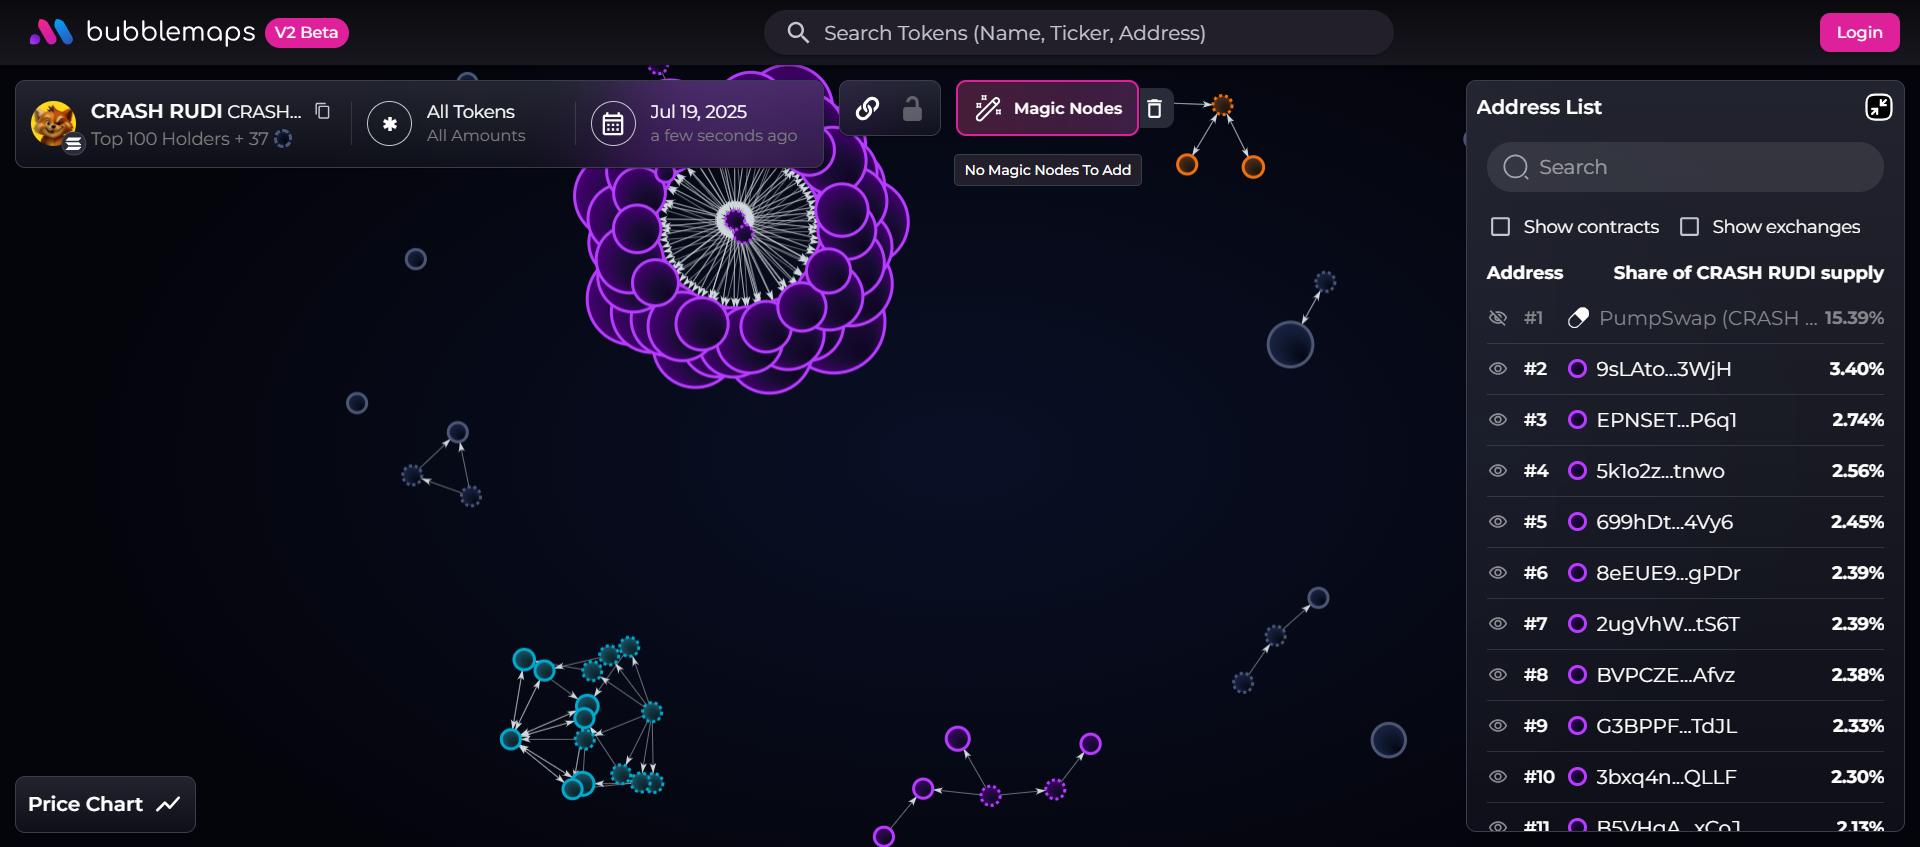 bubblemaps V2 Beta
Search Tokens (Name, Ticker, Address)
Login
CRASH RUDI CRASH...
Top 100 Holders + 37
All Tokens
All Amounts
Jul 19, 2025
a few seconds ago
Magic Nodes
No Magic Nodes To Add
Address List
Search
Show contracts Show exchanges
Address Share of CRASH RUDI supply
#1 PumpSwap (CRASH ... 15.39%
#2 9sLAto...3WjH 3.40%
#3 EPNSET...P6q1 2.74%
#4 5k1o2z...tnwo 2.56%
#5 699hDt...4Vy6 2.45%
#6 8eEUE9...gPDr 2.39%
#7 2ugVhW...tS6T 2.39%
#8 BVPCZE...Afvz 2.38%
#9 G3BPPF...TdJL 2.33%
#10 3bxq4n...QLLF 2.30%
#11 2.13%
Price Chart